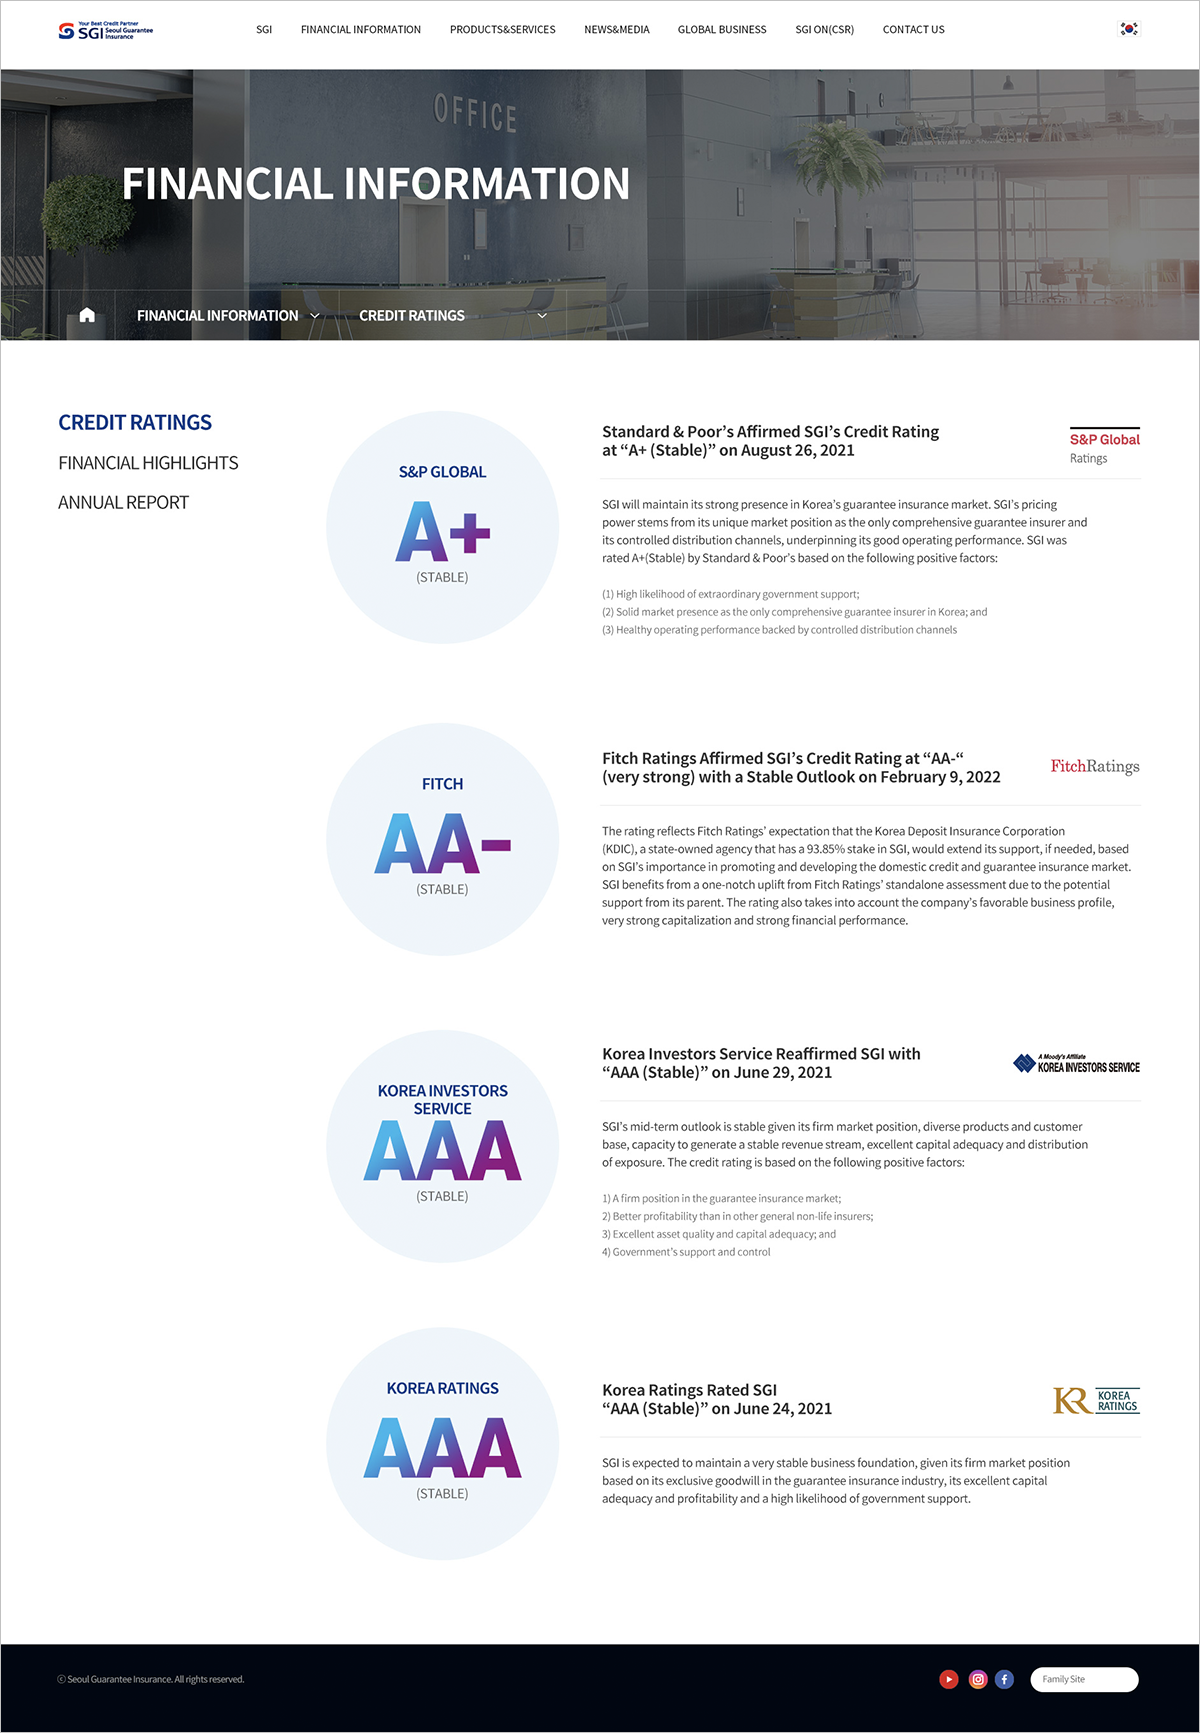 Your Best Credit Partner
SGI Seoul Guarantee
Insurance
SGI FINANCIAL INFORMATION PRODUCTS&SERVICES NEWS&MEDIA GLOBAL BUSINESS SGI ON(CSR) CONTACT US
OFFICE
FINANCIAL INFORMATION
FINANCIAL INFORMATION CREDIT RATINGS
CREDIT RATINGS
FINANCIAL HIGHLIGHTS
ANNUAL REPORT
S&P GLOBAL
A+
(STABLE)
Standard & Poor’s Affirmed SGI’s Credit Rating
at “A+ (Stable)” on August 26, 2021
S&P Global
Ratings
SGI will maintain its strong presence in Korea’s guarantee insurance market. SGI’s pricing
power stems from its unique market position as the only comprehensive guarantee insurer and
its controlled distribution channels, underpinning its good operating performance. SGI was
rated A+(Stable) by Standard & Poor’s based on the following positive factors:
(1) High likelihood of extraordinary government support;
(2) Solid market presence as the only comprehensive guarantee insurer in Korea; and
(3) Healthy operating performance backed by controlled distribution channels
FITCH
AA-
(STABLE)
Fitch Ratings Affirmed SGI’s Credit Rating at “AA-“
(very strong) with a Stable Outlook on February 9, 2022
FitchRatings
The rating reflects Fitch Ratings’ expectation that the Korea Deposit Insurance Corporation
(KDIC), a state-owned agency that has a 93.85% stake in SGI, would extend its support, if needed, based
on SGI’s importance in promoting and developing the domestic credit and guarantee insurance market.
SGI benefits from a one-notch uplift from Fitch Ratings’ standalone assessment due to the potential
support from its parent. The rating also takes into account the company’s favorable business profile,
very strong capitalization and strong financial performance.
KOREA INVESTORS
SERVICE
AAA
(STABLE)
Korea Investors Service Reaffirmed SGI with
“AAA (Stable)” on June 29, 2021
A Moody's Affiliate
KOREA INVESTORS SERVICE
SGI’s mid-term outlook is stable given its firm market position, diverse products and customer
base, capacity to generate a stable revenue stream, excellent capital adequacy and distribution
of exposure. The credit rating is based on the following positive factors:
1) A firm position in the guarantee insurance market;
2) Better profitability than in other general non-life insurers;
3) Excellent asset quality and capital adequacy; and
4) Government’s support and control
KOREA RATINGS
AAA
(STABLE)
Korea Ratings Rated SGI
“AAA (Stable)” on June 24, 2021
KR KOREA
RATINGS
SGI is expected to maintain a very stable business foundation, given its firm market position
based on its exclusive goodwill in the guarantee insurance industry, its excellent capital
adequacy and profitability and a high likelihood of government support.
ⓒ Seoul Guarantee Insurance. All rights reserved.
Family Site